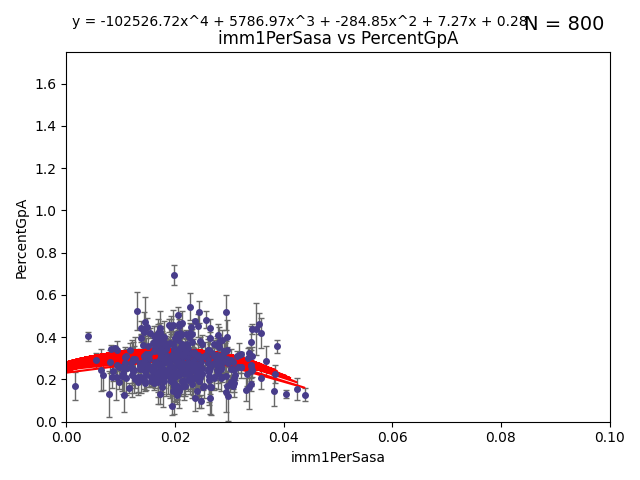 y = -102526.72x^4 + 5786.97x^3 + -284.85x^2 + 7.27x + 0.28
N = 800
imm1PerSasa vs PercentGpA
PercentGpA
1.6
1.4
1.2
1.0
0.8
0.6
0.4
0.2
0.0
0.00 0.02 0.04 0.06 0.08 0.10
imm1PerSasa